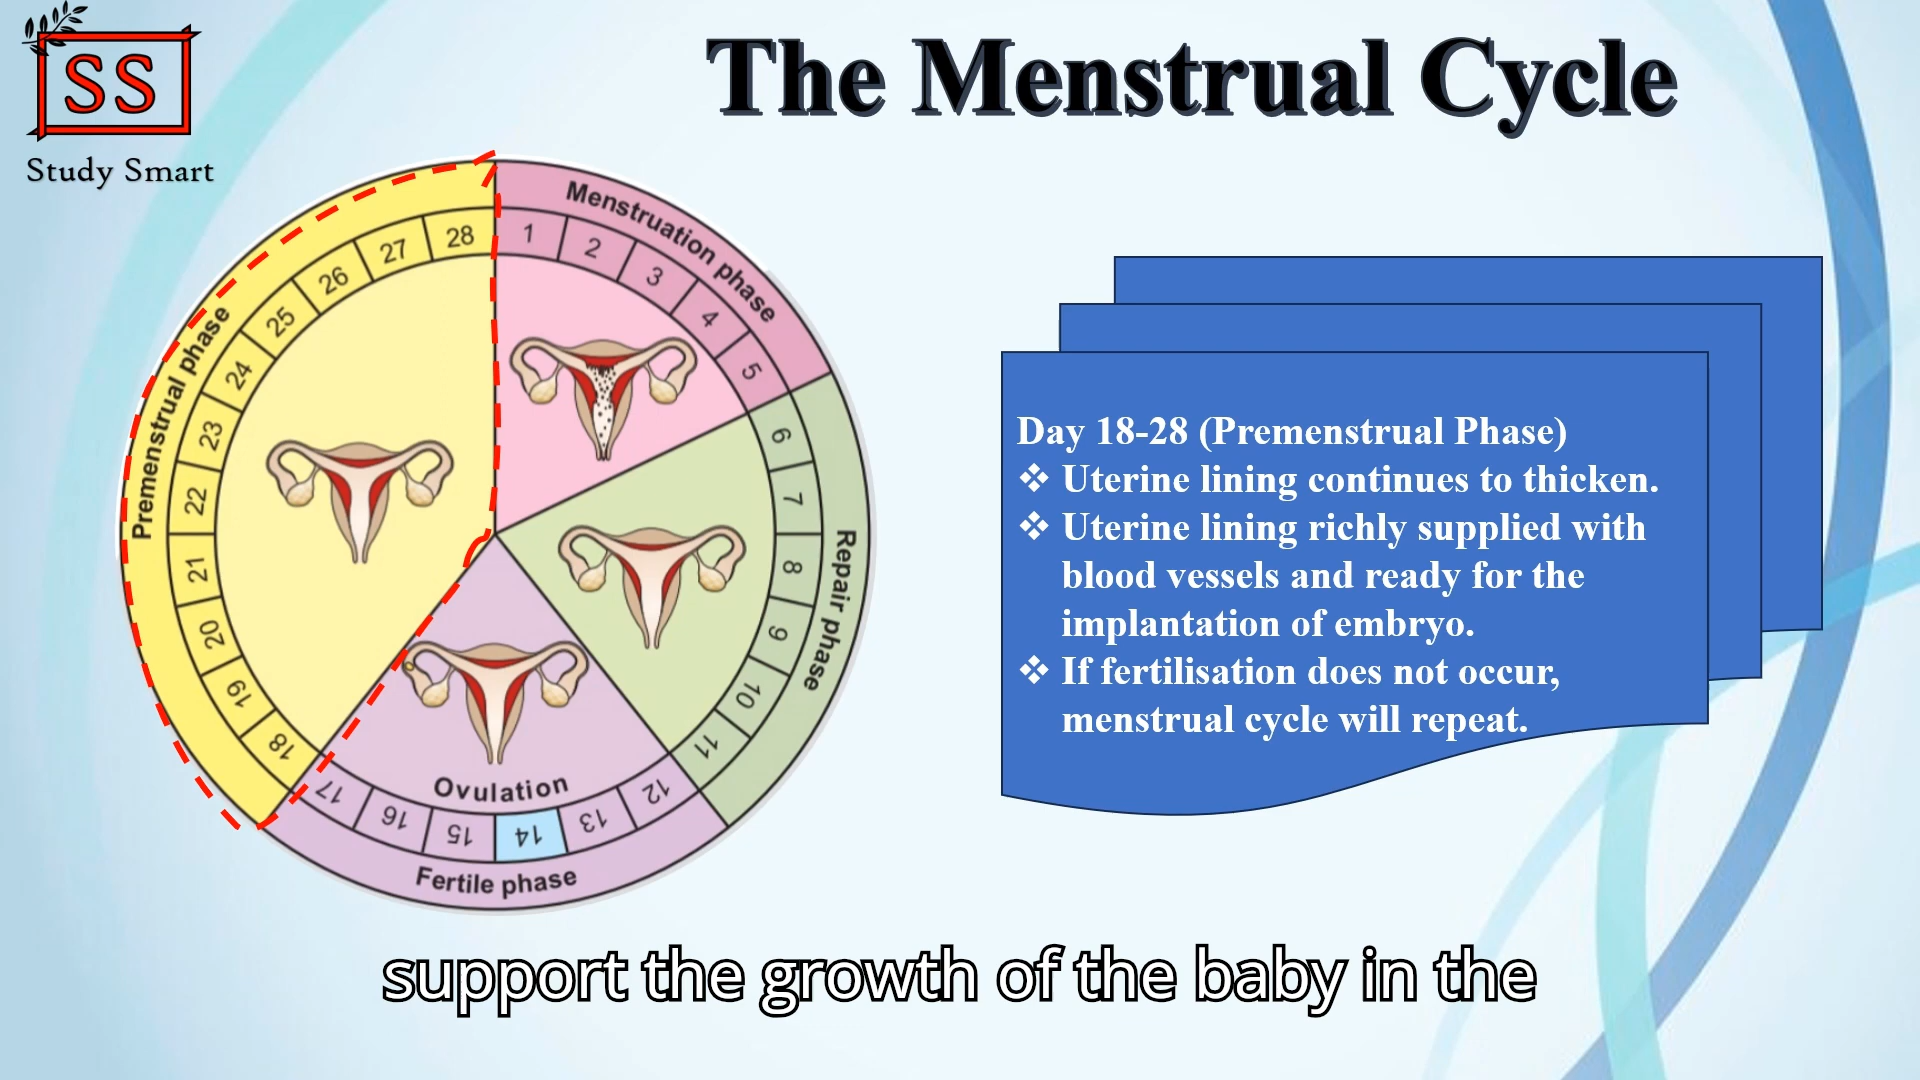 SS
Study Smart
The Menstrual Cycle
Menstruation phase
1
2
3
4
5
Repair phase
6
7
8
9
10
11
Ovulation
12
13
14
15
16
17
Fertile phase
Premenstrual phase
18
19
20
21
22
23
24
25
26
27
28
Day 18-28 (Premenstrual Phase)
❖ Uterine lining continues to thicken.
❖ Uterine lining richly supplied with
blood vessels and ready for the
implantation of embryo.
❖ If fertilisation does not occur,
menstrual cycle will repeat.
support the growth of the baby in the